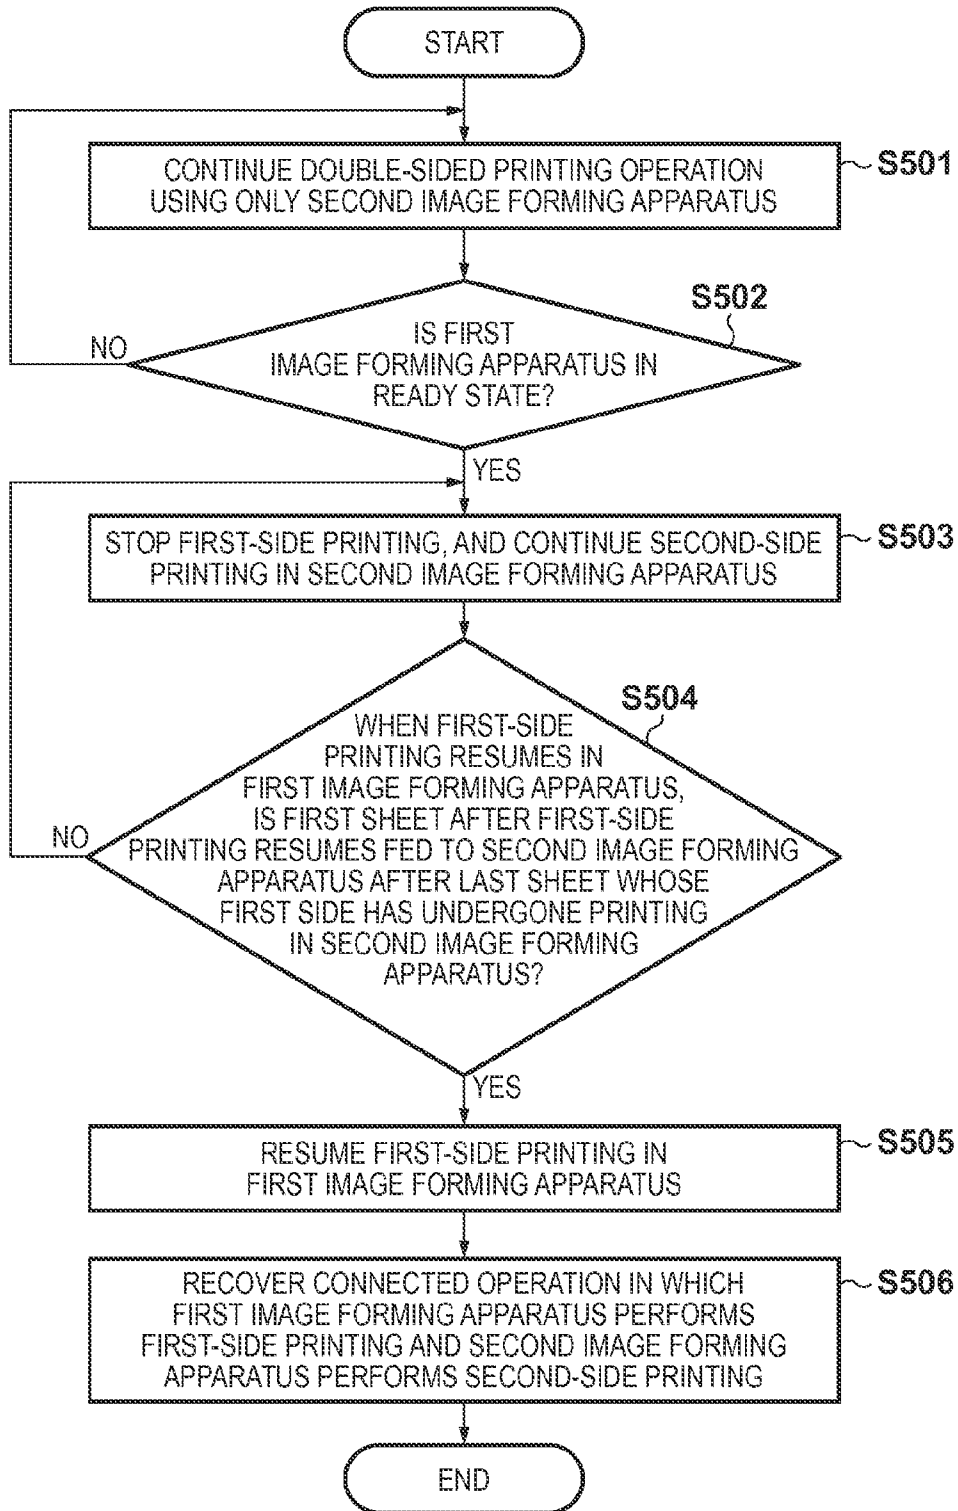 START
CONTINUE DOUBLE-SIDED PRINTING OPERATION
USING ONLY SECOND IMAGE FORMING APPARATUS
S501
S502
IS FIRST
IMAGE FORMING APPARATUS IN
READY STATE?
NO
YES
STOP FIRST-SIDE PRINTING, AND CONTINUE SECOND-SIDE
PRINTING IN SECOND IMAGE FORMING APPARATUS
S503
S504
WHEN FIRST-SIDE
PRINTING RESUMES IN
FIRST IMAGE FORMING APPARATUS,
IS FIRST SHEET AFTER FIRST-SIDE
PRINTING RESUMES FED TO SECOND IMAGE FORMING
APPARATUS AFTER LAST SHEET WHOSE
FIRST SIDE HAS UNDERGONE PRINTING
IN SECOND IMAGE FORMING
APPARATUS?
NO
YES
RESUME FIRST-SIDE PRINTING IN
FIRST IMAGE FORMING APPARATUS
S505
RECOVER CONNECTED OPERATION IN WHICH
FIRST IMAGE FORMING APPARATUS PERFORMS
FIRST-SIDE PRINTING AND SECOND IMAGE FORMING
APPARATUS PERFORMS SECOND-SIDE PRINTING
S506
END